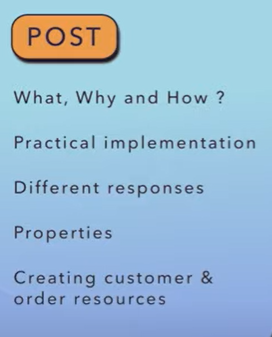 POST
What, Why and How ?
Practical implementation
Different responses
Properties
Creating customer &
order resources